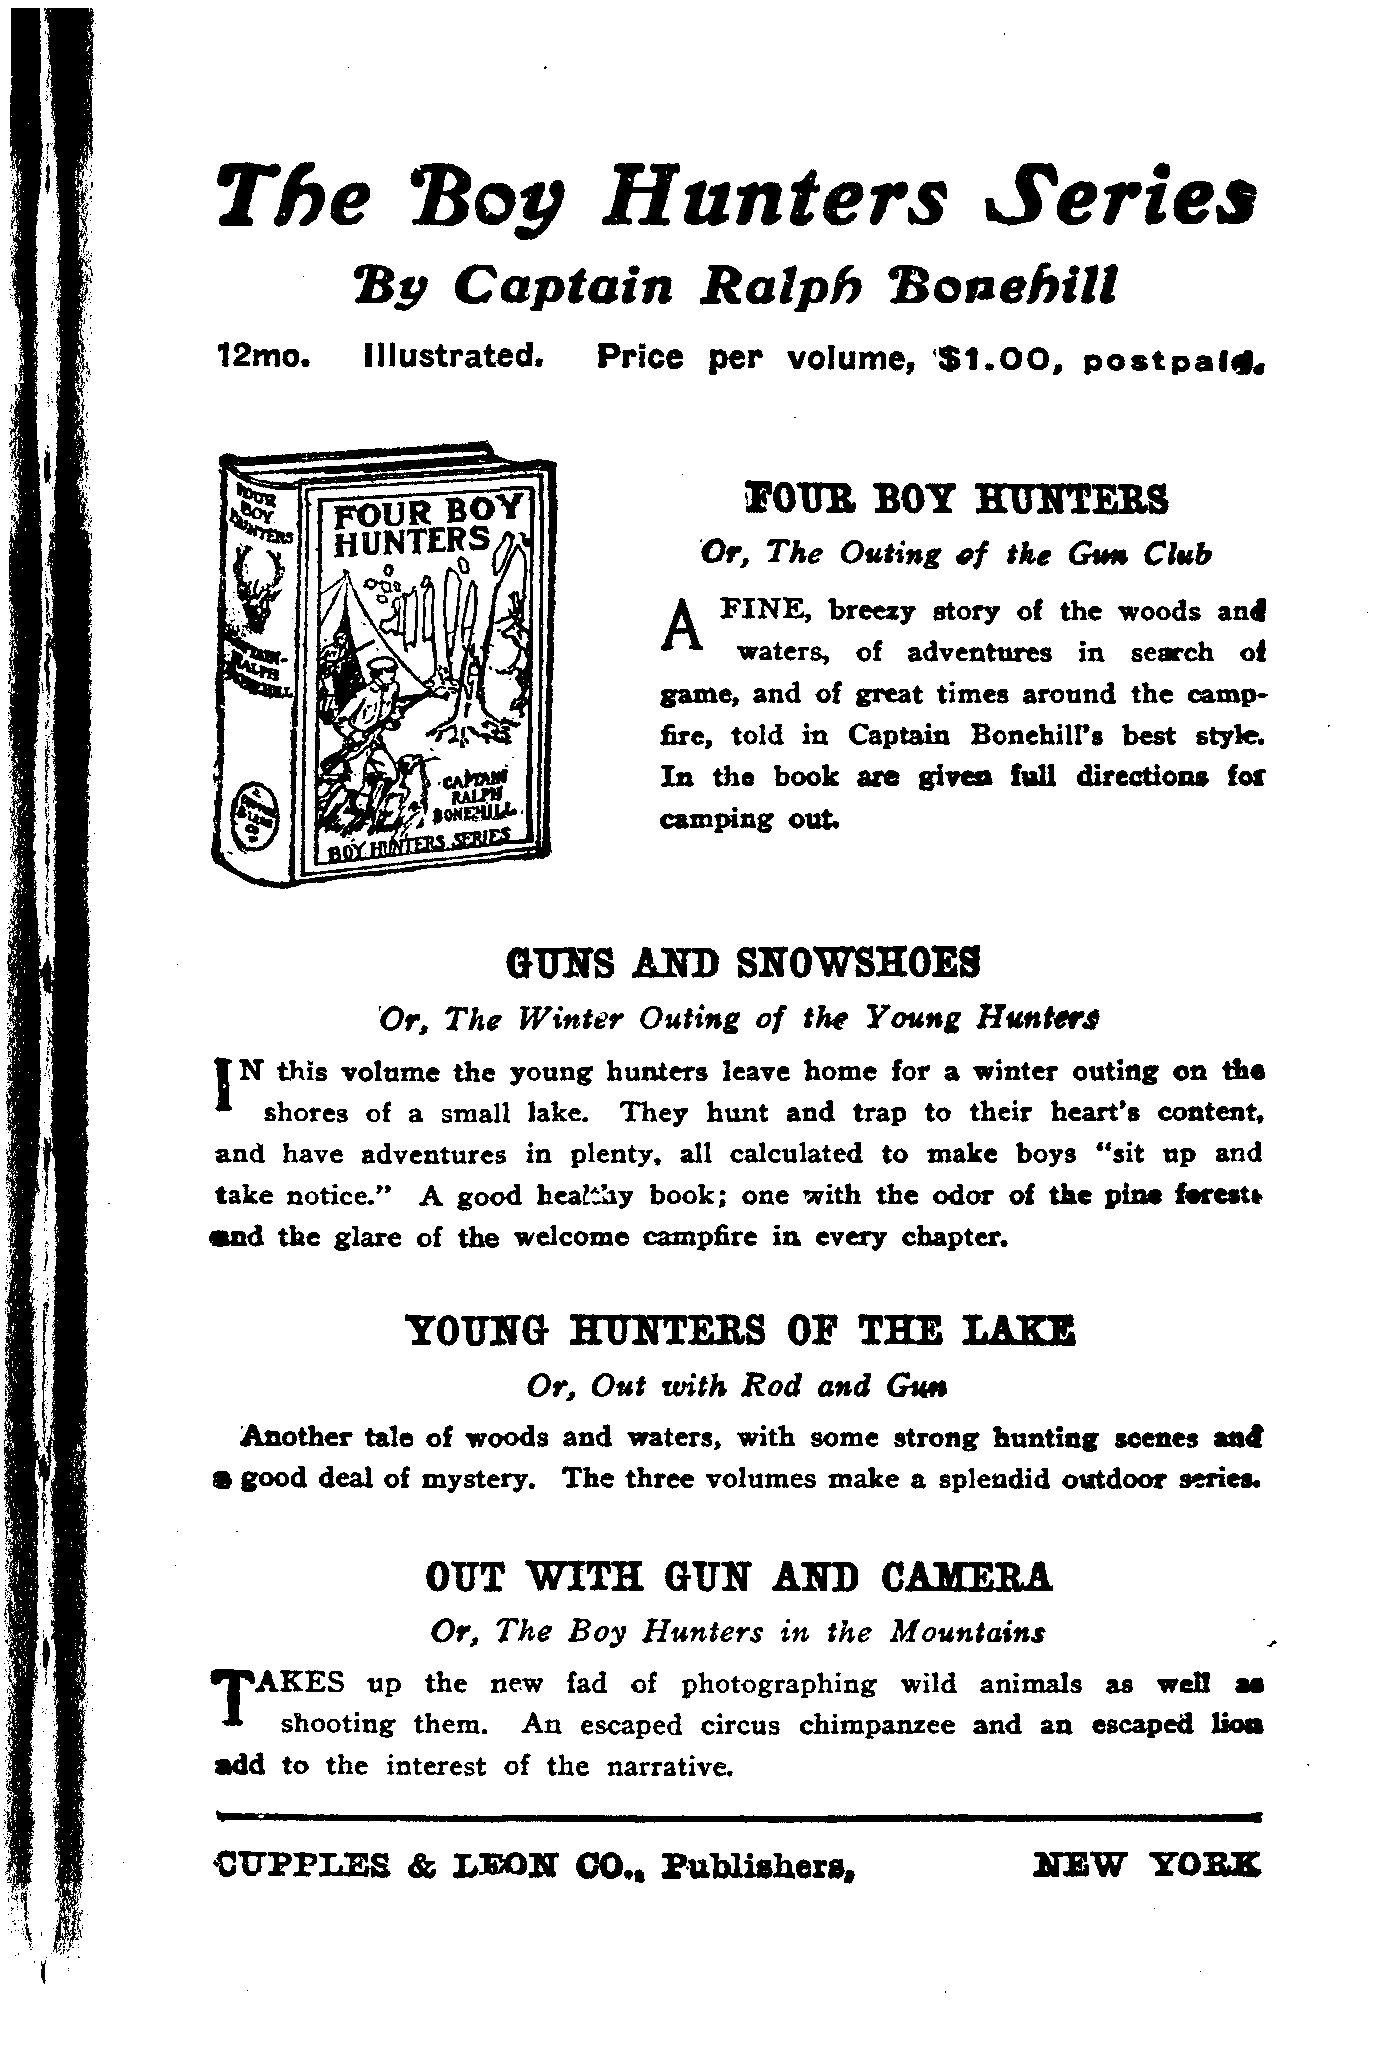 The Boy Hunters Series
By Captain Ralph Bonehill
12mo. Illustrated. Price per volume, $1.00, postpaid.
FOUR
BOY
HUNTERS
CAPTAIN
RALPH
BONEHILL
FOUR BOY
HUNTERS
CAPTAIN
RALPH
BONEHILL
BOY HUNTERS SERIES
FOUR BOY HUNTERS
Or, The Outing of the Gun Club
A FINE, breezy story of the woods and
waters, of adventures in search of
game, and of great times around the camp-
fire, told in Captain Bonehill's best style.
In the book are given full directions for
camping out.
GUNS AND SNOWSHOES
Or, The Winter Outing of the Young Hunters
IN this volume the young hunters leave home for a winter outing on the
shores of a small lake. They hunt and trap to their heart's content,
and have adventures in plenty, all calculated to make boys "sit up and
take notice." A good healthy book; one with the odor of the pine forests
and the glare of the welcome campfire in every chapter.
YOUNG HUNTERS OF THE LAKE
Or, Out with Rod and Gun
Another tale of woods and waters, with some strong hunting scenes and
a good deal of mystery. The three volumes make a splendid outdoor series.
OUT WITH GUN AND CAMERA
Or, The Boy Hunters in the Mountains
TAKES up the new fad of photographing wild animals as well as
shooting them. An escaped circus chimpanzee and an escaped lion
add to the interest of the narrative.
CUPPLES & LEON CO., Publishers, NEW YORK